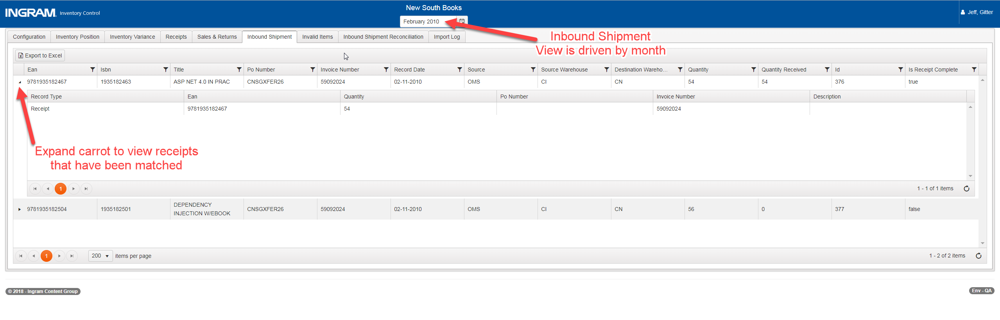 New South Books
INGRAM Inventory Control
Jeff, Gitter
February 2010
Inbound Shipment
View is driven by month
Configuration Inventory Position Inventory Variance Receipts Sales & Returns Inbound Shipment Invalid Items Inbound Shipment Reconciliation Import Log
Export to Excel
Ean Isbn Title Po Number Invoice Number Record Date Source Source Warehouse Destination Wareho... Quantity Quantity Received Id Is Receipt Complete
9781935182467 1935182463 ASP NET 4.0 IN PRAC CNSGXFER26 59092024 02-11-2010 OMS CI CN 54 54 376 true
Record Type Ean Quantity Po Number Invoice Number Description
Receipt 9781935182467 54 59092024
Expand carrot to view receipts
that have been matched
1 1 - 1 of 1 items
9781935182504 1935182501 DEPENDENCY INJECTION W/EBOOK CNSGXFER26 59092024 02-11-2010 OMS CI CN 56 0 377 false
1 200 items per page 1 - 2 of 2 items
© 2018 - Ingram Content Group
Env - QA